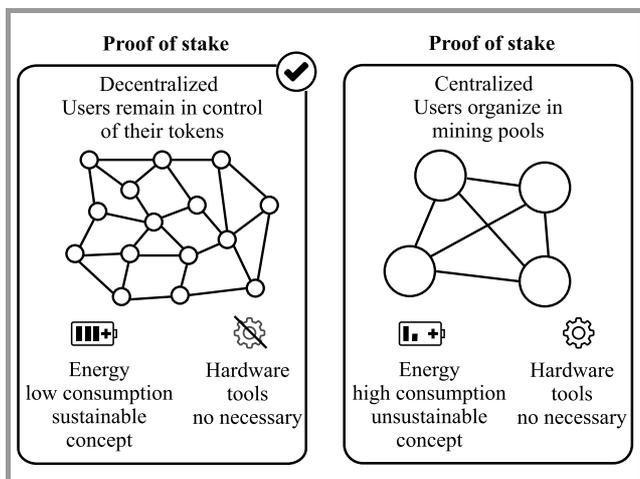 Proof of stake
Decentralized
Users remain in control
of their tokens
Energy
low consumption
sustainable
concept
Hardware
tools
no necessary
Proof of stake
Centralized
Users organize in
mining pools
Energy
high consumption
unsustainable
concept
Hardware
tools
no necessary